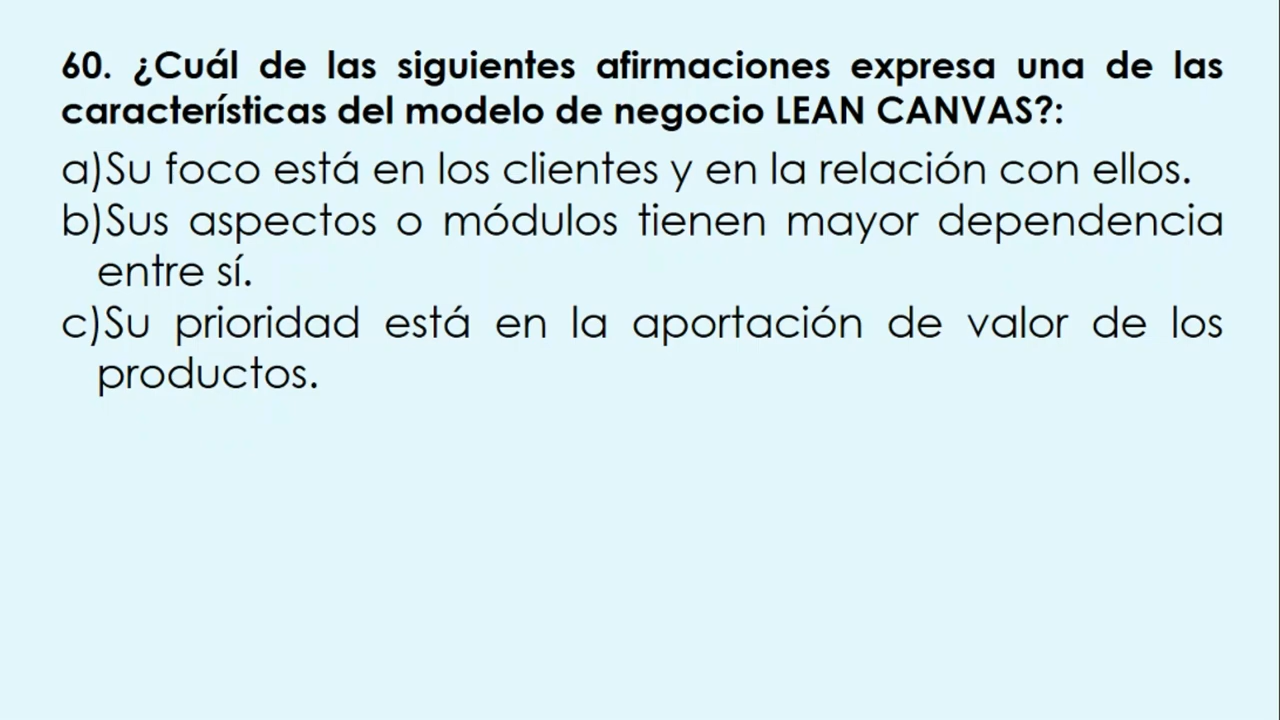 60. ¿Cuál de las siguientes afirmaciones expresa una de las
características del modelo de negocio LEAN CANVAS?:
a)Su foco está en los clientes y en la relación con ellos.
b)Sus aspectos o módulos tienen mayor dependencia
entre sí.
c)Su prioridad está en la aportación de valor de los
productos.